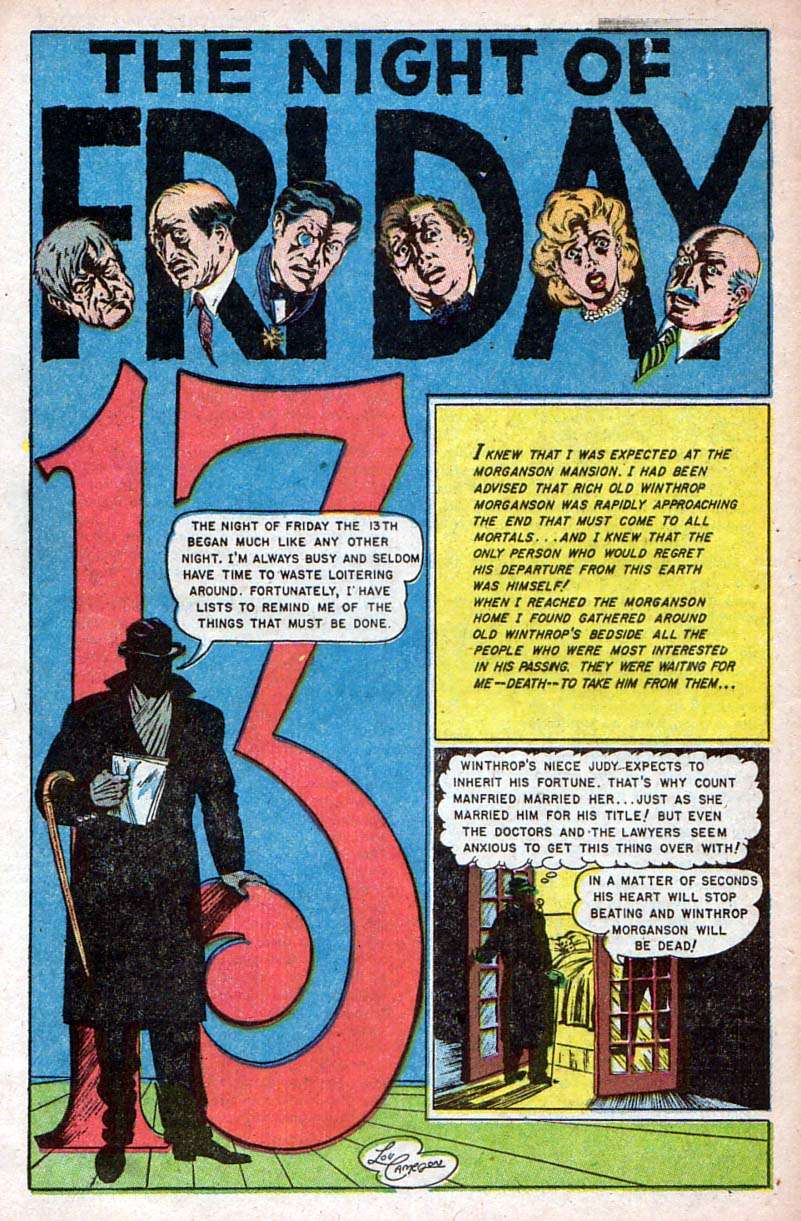 THE NIGHT OF
FRIDAY
13
THE NIGHT OF FRIDAY THE 13TH
BEGAN MUCH LIKE ANY OTHER
NIGHT. I'M ALWAYS BUSY AND SELDOM
HAVE TIME TO WASTE LOITERING
AROUND. FORTUNATELY, I HAVE
LISTS TO REMIND ME OF THE
THINGS THAT MUST BE DONE.
I KNEW THAT I WAS EXPECTED AT THE
MORGANSON MANSION. I HAD BEEN
ADVISED THAT RICH OLD WINTHROP
MORGANSON WAS RAPIDLY APPROACHING
THE END THAT MUST COME TO ALL
MORTALS...AND I KNEW THAT THE
ONLY PERSON WHO WOULD REGRET
HIS DEPARTURE FROM THIS EARTH
WAS HIMSELF!
WHEN I REACHED THE MORGANSON
HOME I FOUND GATHERED AROUND
OLD WINTHROP'S BEDSIDE ALL THE
PEOPLE WHO WERE MOST INTERESTED
IN HIS PASSING. THEY WERE WAITING FOR
ME--DEATH--TO TAKE HIM FROM THEM...
WINTHROP'S NIECE JUDY EXPECTS TO
INHERIT HIS FORTUNE. THAT'S WHY COUNT
MANFRIED MARRIED HER...JUST AS SHE
MARRIED HIM FOR HIS TITLE! BUT EVEN
THE DOCTORS AND THE LAWYERS SEEM
ANXIOUS TO GET THIS THING OVER WITH!
IN A MATTER OF SECONDS
HIS HEART WILL STOP
BEATING AND WINTHROP
MORGANSON WILL
BE DEAD!
LOU
CAMERON